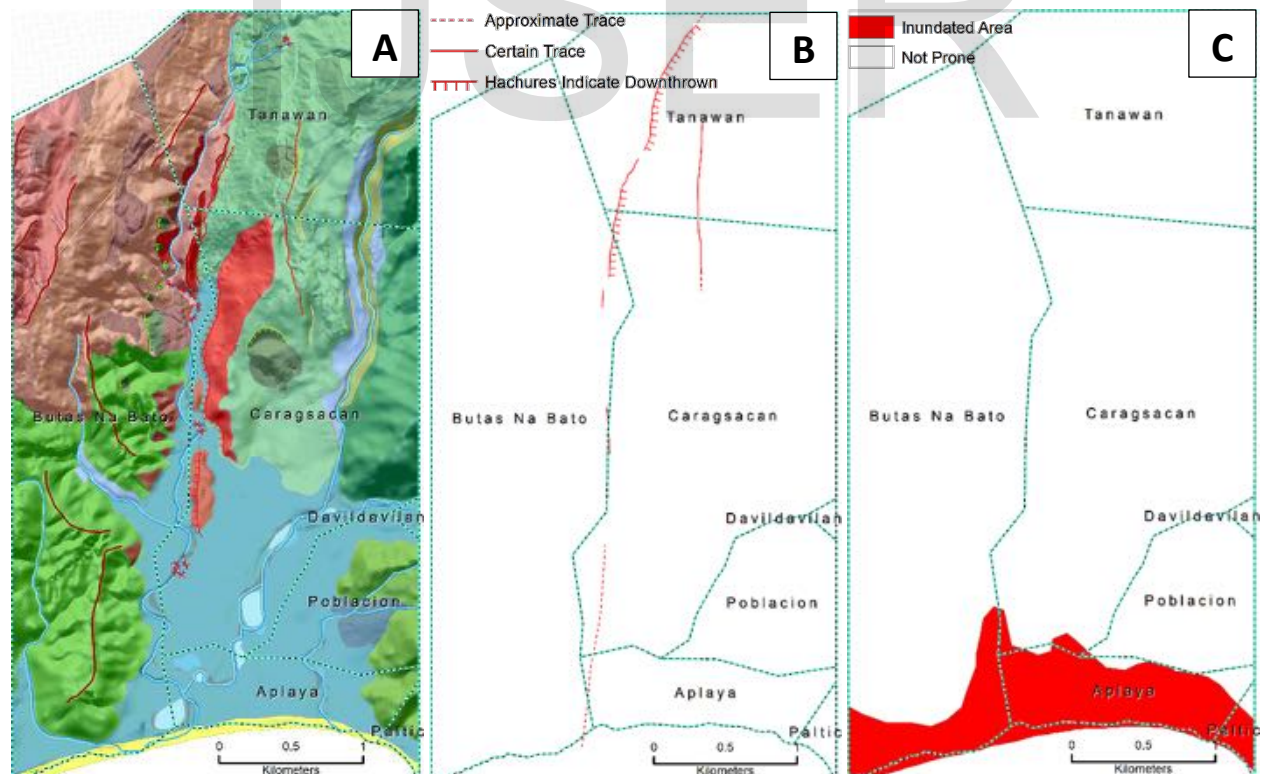 USER
A
Tanawan
Butas Na Bato
Caragsacan
Davildavilan
Poblacion
Aplaya
Paltic
0 0.5 1
Kilometers
Approximate Trace
Certain Trace
Hachures Indicate Downthrown
B
Tanawan
Butas Na Bato
Caragsacan
Davildavilan
Poblacion
Aplaya
Paltic
0 0.5 1
Kilometers
Inundated Area
Not Prone
C
Tanawan
Butas Na Bato
Caragsacan
Davildavilan
Poblacion
Aplaya
Paltic
0 0.5 1
Kilometers